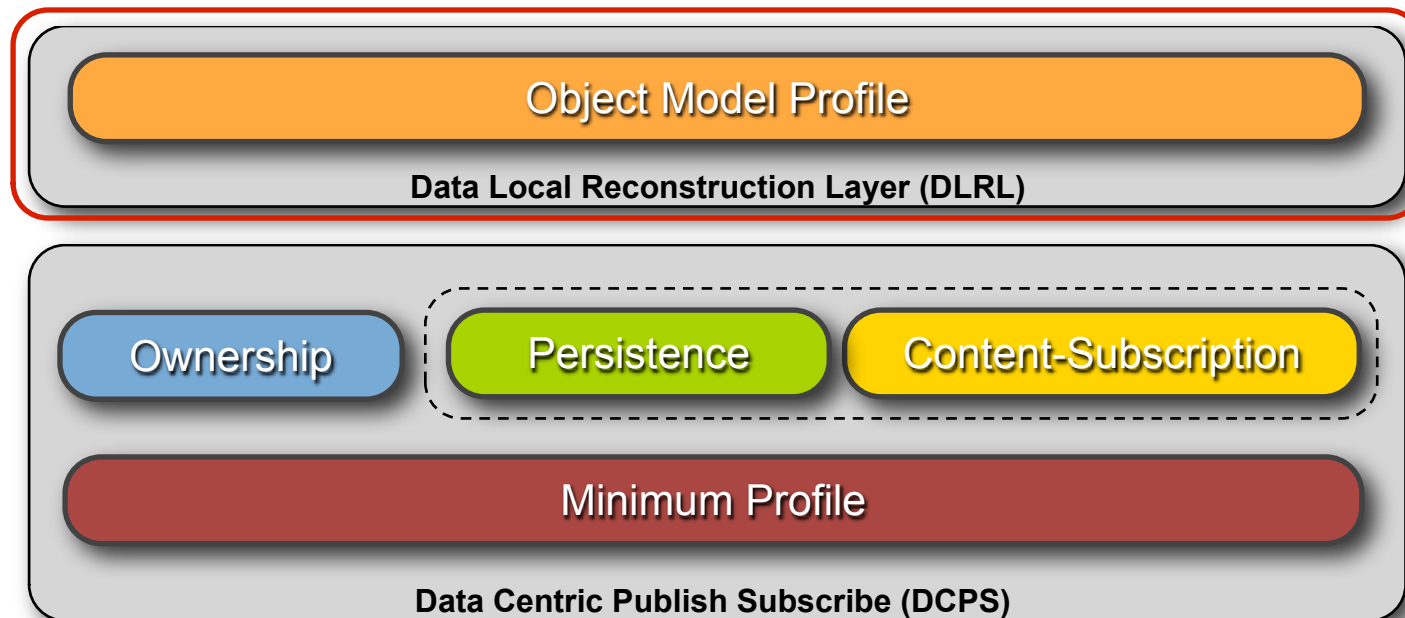 Object Model Profile
Data Local Reconstruction Layer (DLRL)
Ownership
Persistence
Content-Subscription
Minimum Profile
Data Centric Publish Subscribe (DCPS)